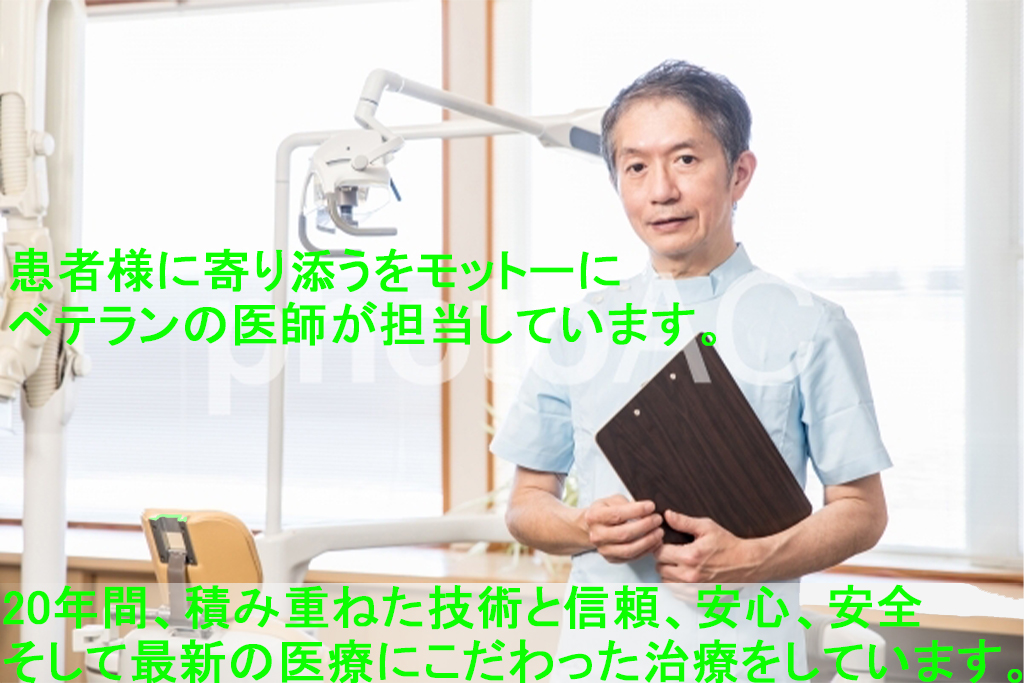 患者様に寄り添うをモットーに
ベテランの医師が担当しています。
photoAC
20年間、積み重ねた技術と信頼、安心、安全
そして最新の医療にこだわった治療をしています。